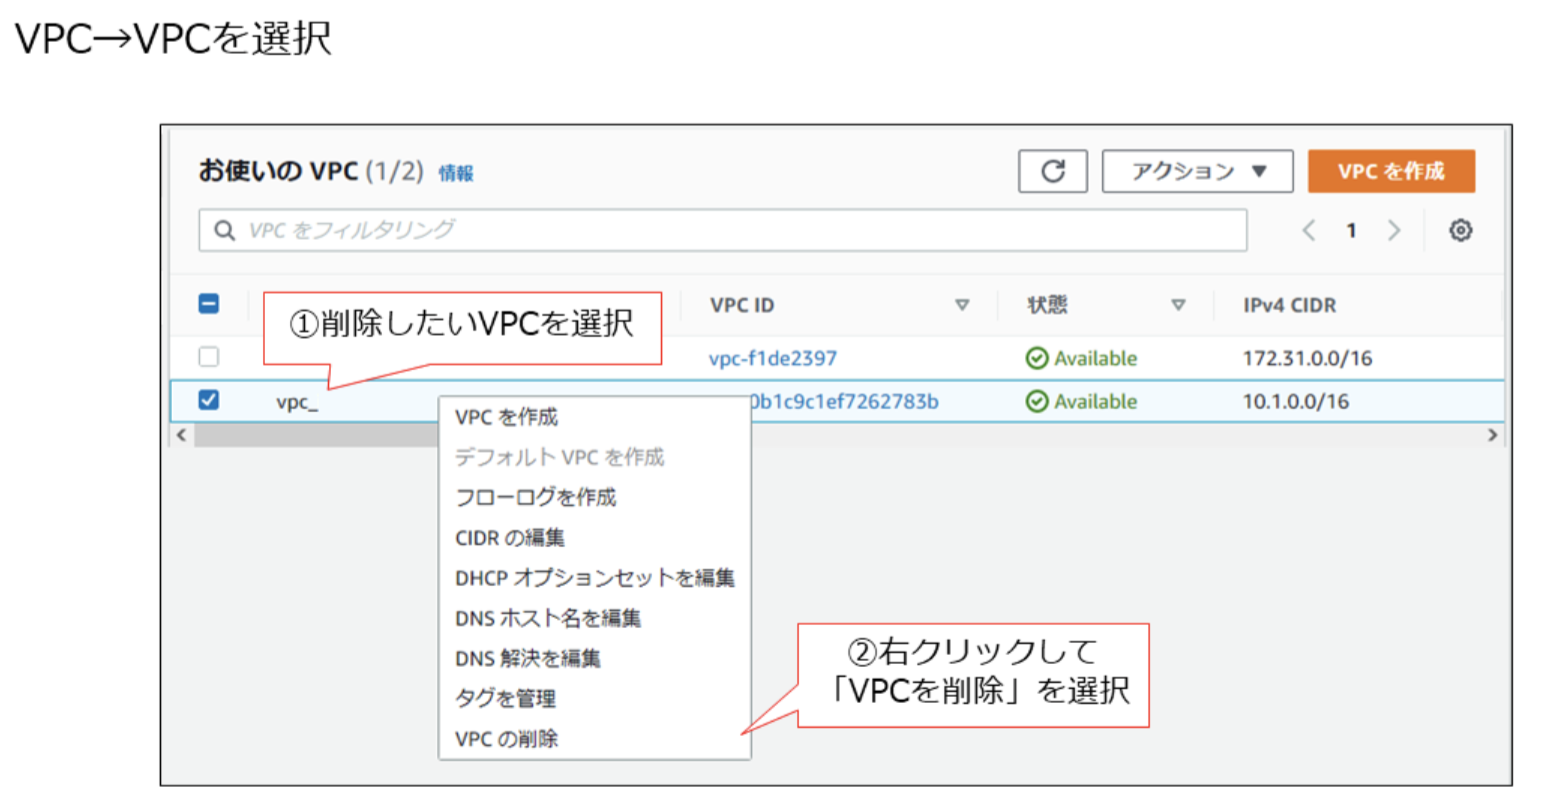 VPC→VPCを選択
お使いの VPC (1/2) 情報
アクション ▼
VPC を作成
VPC をフィルタリング
1
①削除したいVPCを選択
VPC ID
状態
IPv4 CIDR
vpc-f1de2397
Available
172.31.0.0/16
vpc_
0b1c9c1ef7262783b
Available
10.1.0.0/16
VPC を作成
デフォルト VPC を作成
フローログを作成
CIDR の編集
DHCP オプションセットを編集
DNS ホスト名を編集
DNS 解決を編集
タグを管理
VPC の削除
②右クリックして
「VPCを削除」を選択